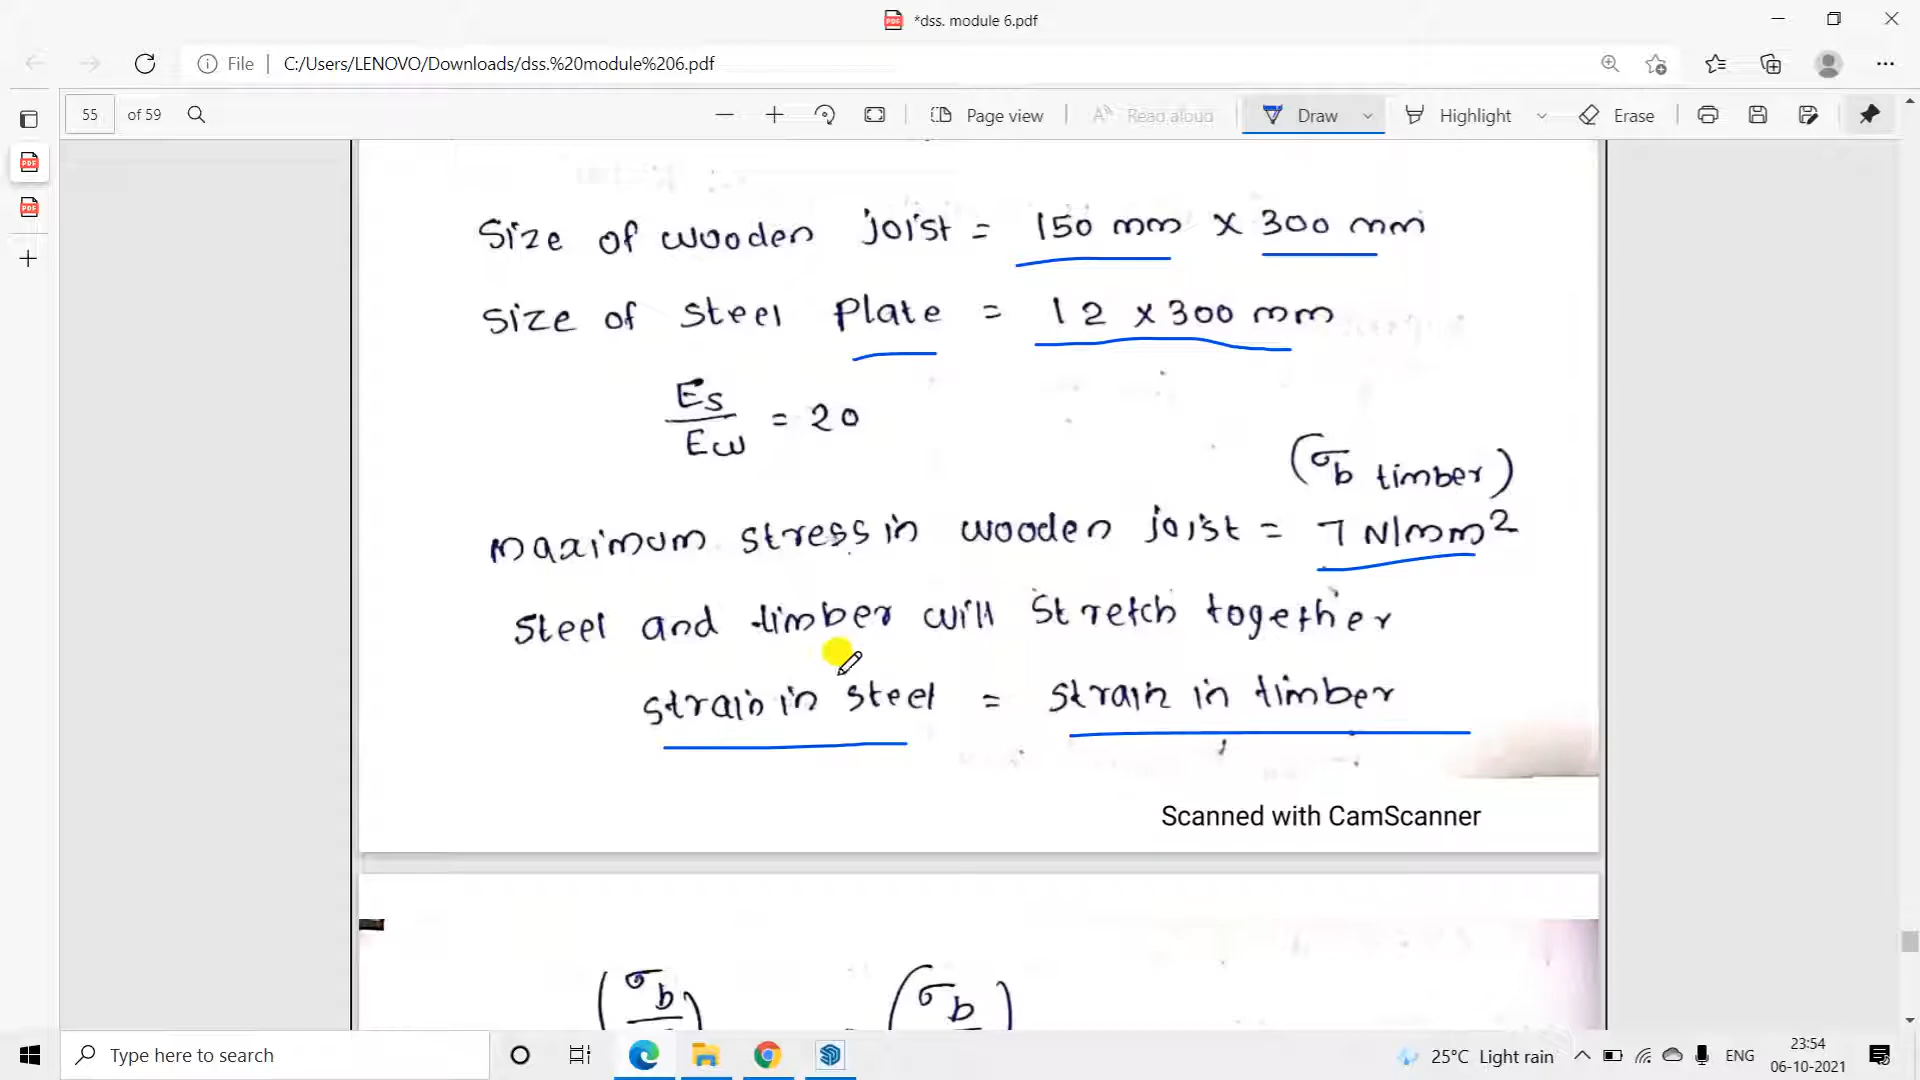 *dss. module 6.pdf
File | C:/Users/LENOVO/Downloads/dss.%20module%206.pdf
55 of 59 Page view Read aloud Draw Highlight Erase
Size of wooden joist = 150 mm x 300 mm
Size of steel Plate = 12 x 300 mm
Es
= 20
Ew
(σb timber)
maximum stress in wooden joist = 7 N/mm2
Steel and timber will Stretch together
strain in steel = strain in timber
Scanned with CamScanner
(σb) = (σb)
Type here to search
25°C Light rain
ENG
23:54
06-10-2021